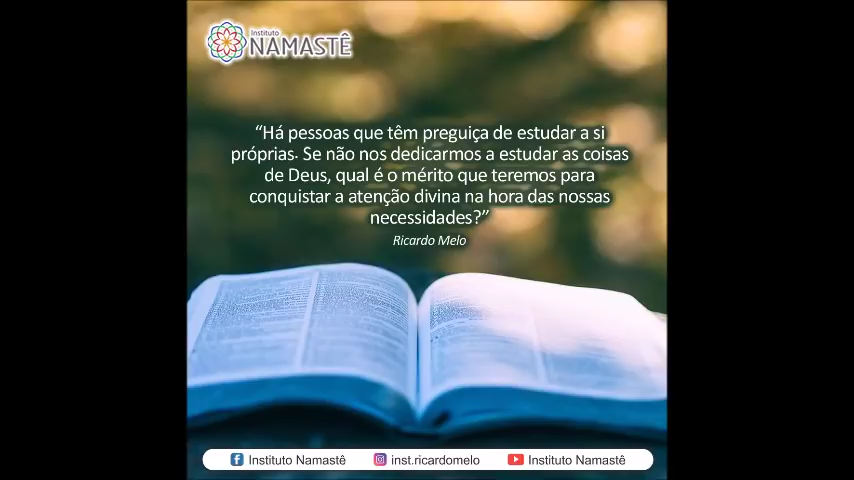 Instituto
NAMASTÊ
“Há pessoas que têm preguiça de estudar a si
próprias. Se não nos dedicarmos a estudar as coisas
de Deus, qual é o mérito que teremos para
conquistar a atenção divina na hora das nossas
necessidades?”
Ricardo Melo
Instituto Namastê inst.ricardomelo Instituto Namastê